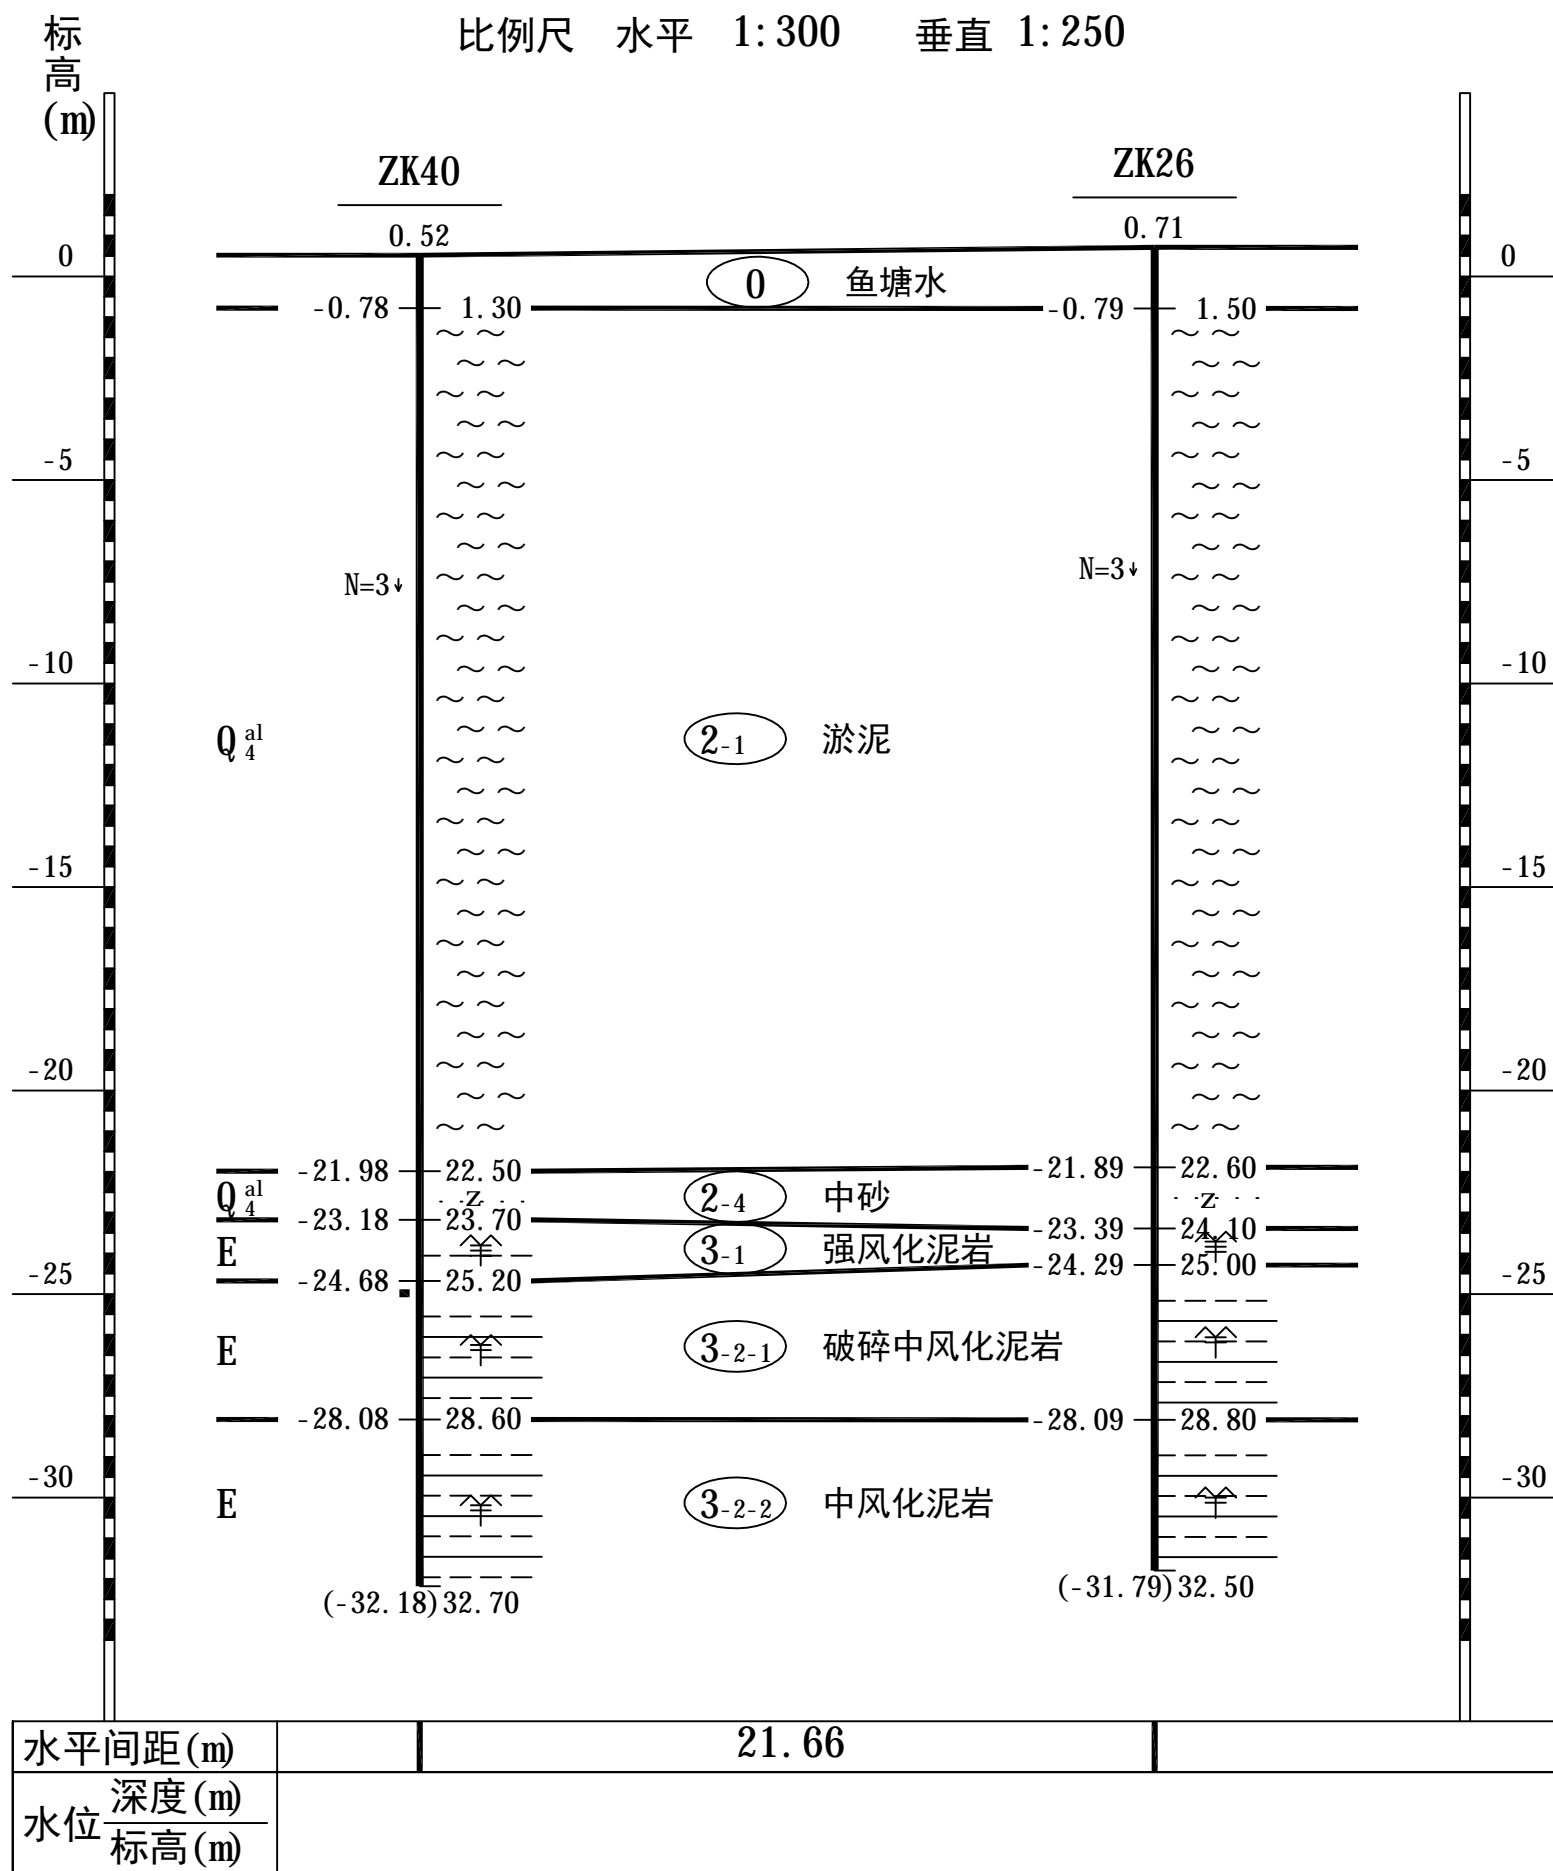 比例尺 水平 1:300 垂直 1:250
标高(m)
ZK40 ZK26
0.52 0.71
0 0
0 鱼塘水
-0.78 1.30 -0.79 1.50
-5 -5
N=3 N=3
-10 -10
Q4al 2-1 淤泥
-15 -15
-20 -20
-21.98 22.50 -21.89 22.60
Q4al Z 2-4 中砂 Z
-23.18 23.70 -23.39 24.10
E 3-1 强风化泥岩
-24.68 25.20 -24.29 25.00
-25 -25
E 3-2-1 破碎中风化泥岩
-28.08 28.60 -28.09 28.80
-30 -30
E 3-2-2 中风化泥岩
(-32.18)32.70 (-31.79)32.50
水平间距(m) 21.66
水位 深度(m)
标高(m)